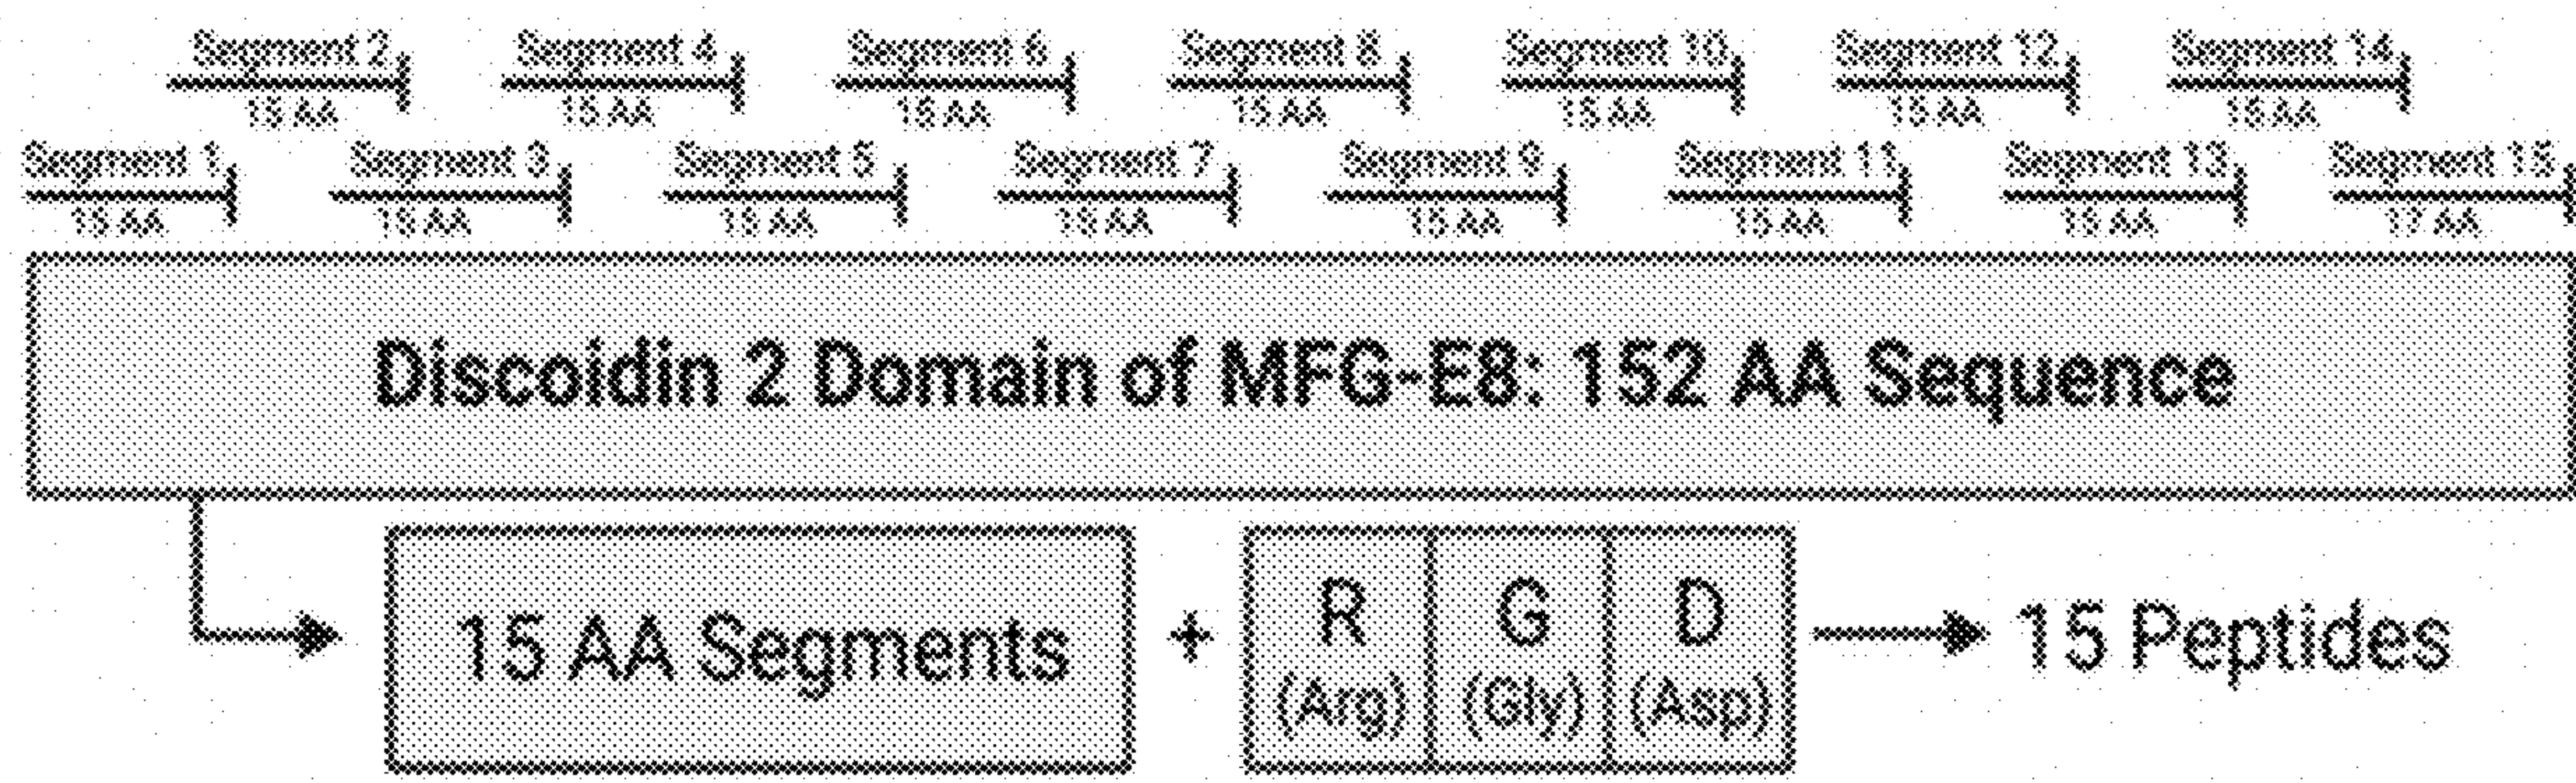 Segment 2 Segment 4 Segment 6 Segment 8 Segment 10 Segment 12 Segment 14
15 AA 15 AA 15 AA 15 AA 15 AA 15 AA 15 AA
Segment 1 Segment 3 Segment 5 Segment 7 Segment 9 Segment 11 Segment 13 Segment 15
15 AA 15 AA 15 AA 15 AA 15 AA 15 AA 15 AA 17 AA
Discoidin 2 Domain of MFG-E8: 152 AA Sequence
15 AA Segments + R G D 15 Peptides
(Arg) (Gly) (Asp)